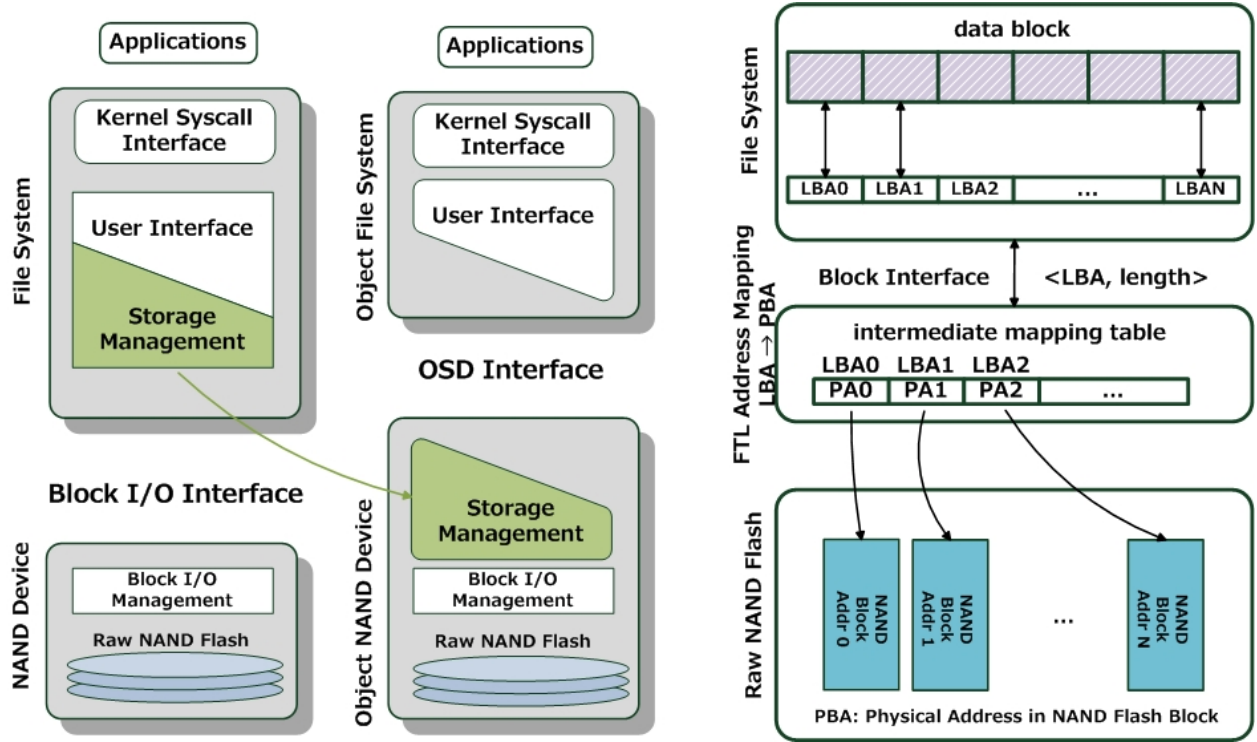 Applications
Kernel Syscall
Interface
User Interface
Storage
Management
File System
Block I/O Interface
Block I/O
Management
Raw NAND Flash
NAND Device
Applications
Kernel Syscall
Interface
User Interface
Object File System
OSD Interface
Storage
Management
Block I/O
Management
Raw NAND Flash
Object NAND Device
data block
LBA0 LBA1 LBA2 ... LBAN
File System
Block Interface <LBA, length>
intermediate mapping table
LBA0 LBA1 LBA2
PA0 PA1 PA2 ...
FTL Address Mapping
LBA → PBA
NAND
Block
Addr 0
NAND
Block
Addr 1
...
NAND
Block
Addr N
PBA: Physical Address in NAND Flash Block
Raw NAND Flash